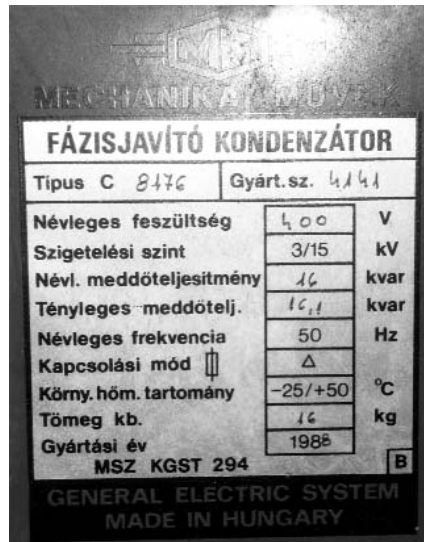 MM
MECHANIKAI MŰVEK
FÁZISJAVÍTÓ KONDENZÁTOR
Típus C 8176 Gyárt.sz. 4141
Névleges feszültség 400 V
Szigetelési szint 3/15 kV
Névl. meddőteljesítmény 16 kvar
Tényleges meddőtelj. 16,1 kvar
Névleges frekvencia 50 Hz
Kapcsolási mód Δ
Körny. hőm. tartomány -25/+50 °C
Tömeg kb. 16 kg
Gyártási év 1988
MSZ KGST 294 B
GENERAL ELECTRIC SYSTEM
MADE IN HUNGARY